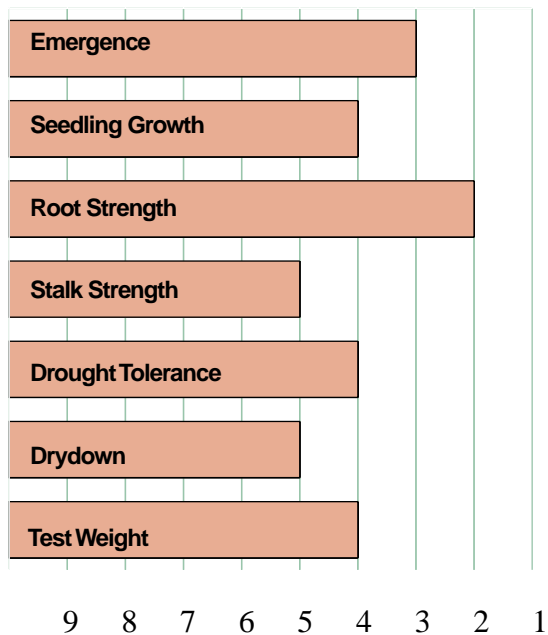 Emergence
Seedling Growth
Root Strength
Stalk Strength
Drought Tolerance
Drydown
Test Weight
9 8 7 6 5 4 3 2 1